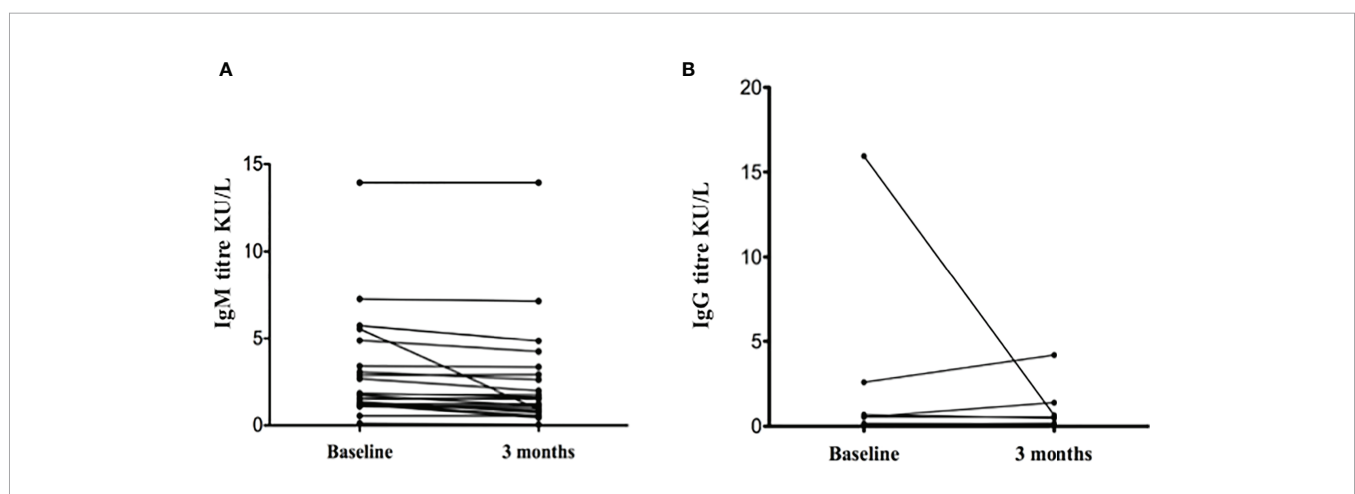 A
IgM titre KU/L
15
10
5
0
Baseline
3 months
B
IgG titre KU/L
20
15
10
5
0
Baseline
3 months